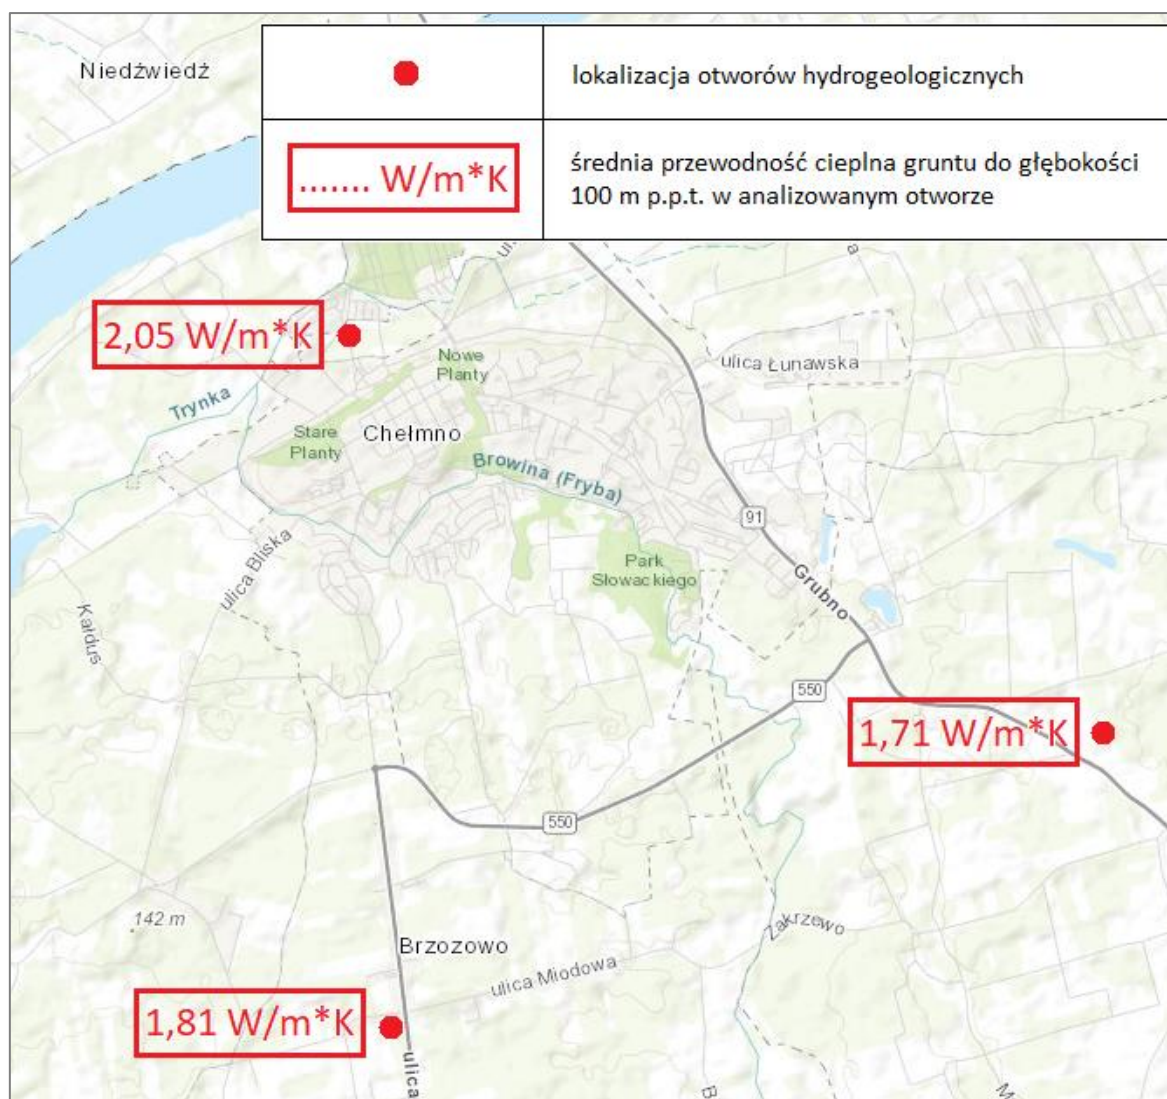 Niedźwiedź
lokalizacja otworów hydrogeologicznych
....... W/m*K
średnia przewodność cieplna gruntu do głębokości
100 m p.p.t. w analizowanym otworze
2,05 W/m*K
Nowe
Planty
ulica Łunawska
Trynka
Stare
Planty
Chełmno
Browina (Fryba)
91
ulica Bliska
Park
Słowackiego
Grubno
Kałdus
550
1,71 W/m*K
550
142 m
Zakrzewo
Brzozowo
ulica Miodowa
1,81 W/m*K
ulica
B
M